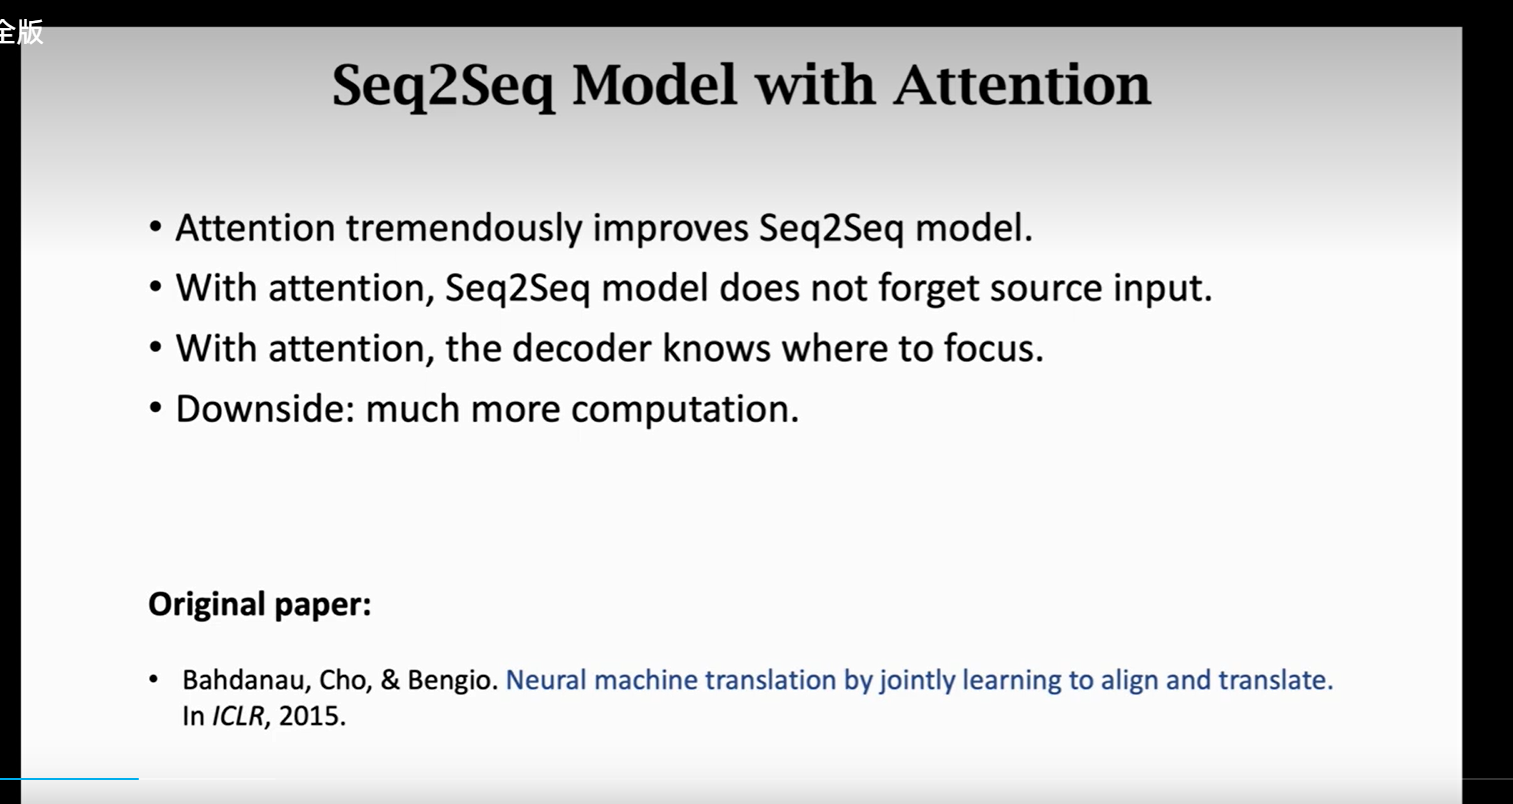 全版
Seq2Seq Model with Attention
• Attention tremendously improves Seq2Seq model.
• With attention, Seq2Seq model does not forget source input.
• With attention, the decoder knows where to focus.
• Downside: much more computation.
Original paper:
• Bahdanau, Cho, & Bengio. Neural machine translation by jointly learning to align and translate.
In ICLR, 2015.